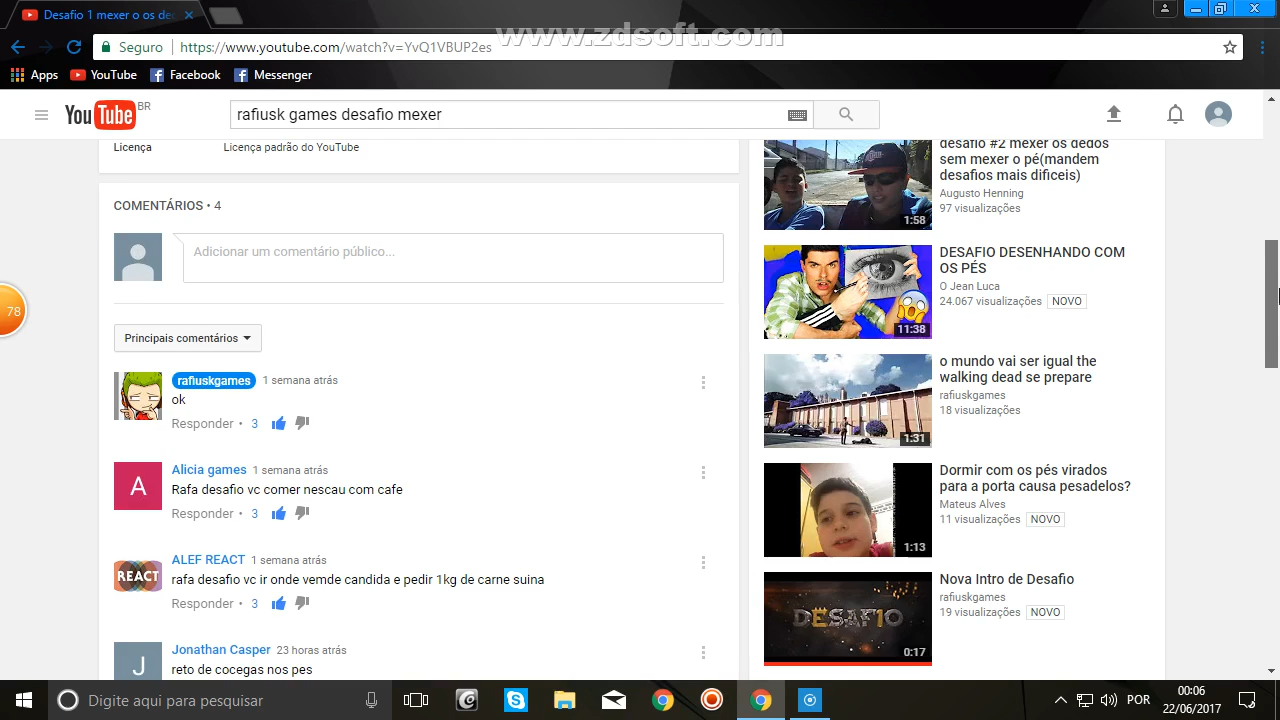 Desafio 1 mexer o os de
www.zdsoft.com
Seguro
https://www.youtube.com/watch?v=YvQ1VBUP2es
Apps
YouTube
Facebook
Messenger
YouTube BR
rafiusk games desafio mexer
Licença
Licença padrão do YouTube
COMENTÁRIOS • 4
Adicionar um comentário público...
Principais comentários
rafiuskgames 1 semana atrás
ok
Responder • 3
Alicia games 1 semana atrás
A
Rafa desafio vc comer nescau com cafe
Responder • 3
ALEF REACT 1 semana atrás
REACT
rafa desafio vc ir onde vemde candida e pedir 1kg de carne suina
Responder • 3
Jonathan Casper 23 horas atrás
J
reto de cocegas nos pes
78
desafio #2 mexer os dedos
sem mexer o pé(mandem
desafios mais dificeis)
Augusto Henning
97 visualizações
1:58
DESAFIO DESENHANDO COM
OS PÉS
O Jean Luca
24.067 visualizações NOVO
11:38
o mundo vai ser igual the
walking dead se prepare
rafiuskgames
18 visualizações
1:31
Dormir com os pés virados
para a porta causa pesadelos?
Mateus Alves
11 visualizações NOVO
1:13
Nova Intro de Desafio
rafiuskgames
19 visualizações NOVO
DESAFIO
0:17
Digite aqui para pesquisar
POR
00:06
22/06/2017